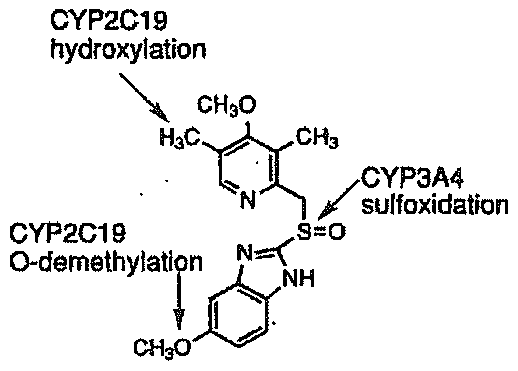 CYP2C19
hydroxylation
CH₃O
H₃C
CH₃
N
CYP3A4
sulfoxidation
S=O
CYP2C19
O-demethylation
N
NH
CH₃O